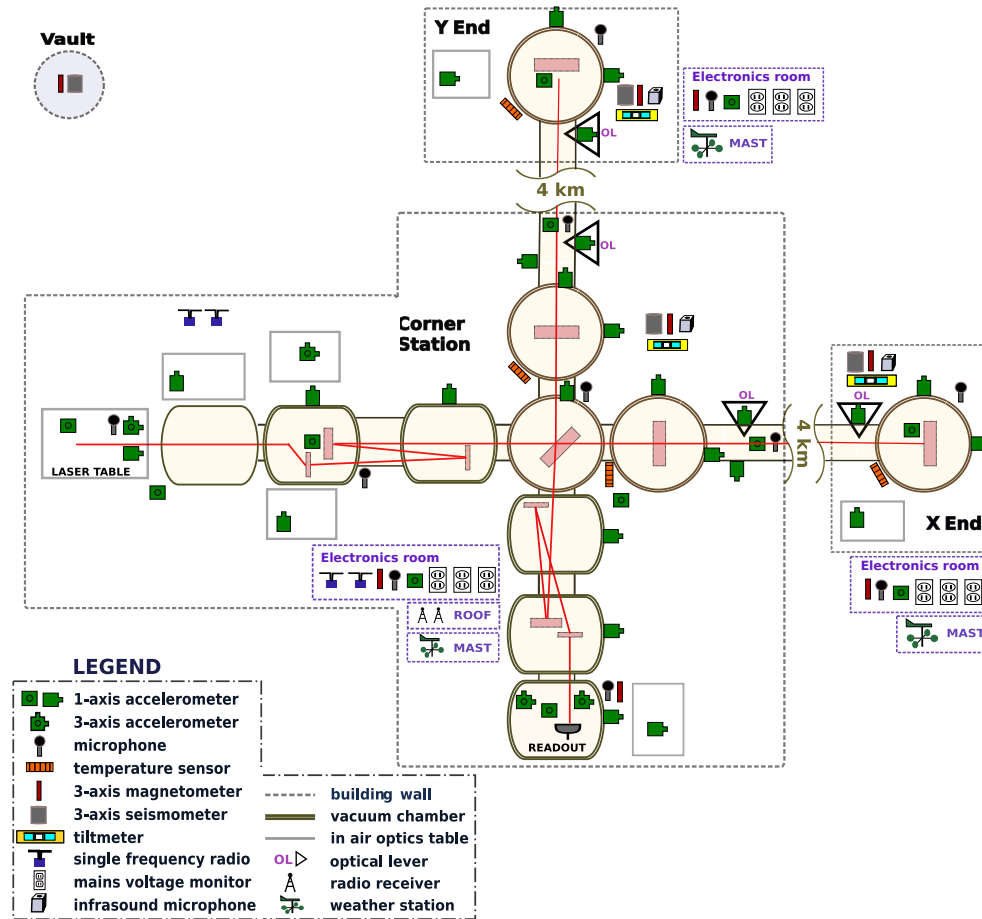 Vault
Y End
Electronics room
OL
MAST
4 km
OL
Corner
Station
OL
OL
4 km
LASER TABLE
X End
Electronics room
Electronics room
ROOF
MAST
MAST
READOUT
LEGEND
1-axis accelerometer
3-axis accelerometer
microphone
temperature sensor
3-axis magnetometer
3-axis seismometer
tiltmeter
single frequency radio
mains voltage monitor
infrasound microphone
building wall
vacuum chamber
in air optics table
OL optical lever
radio receiver
weather station